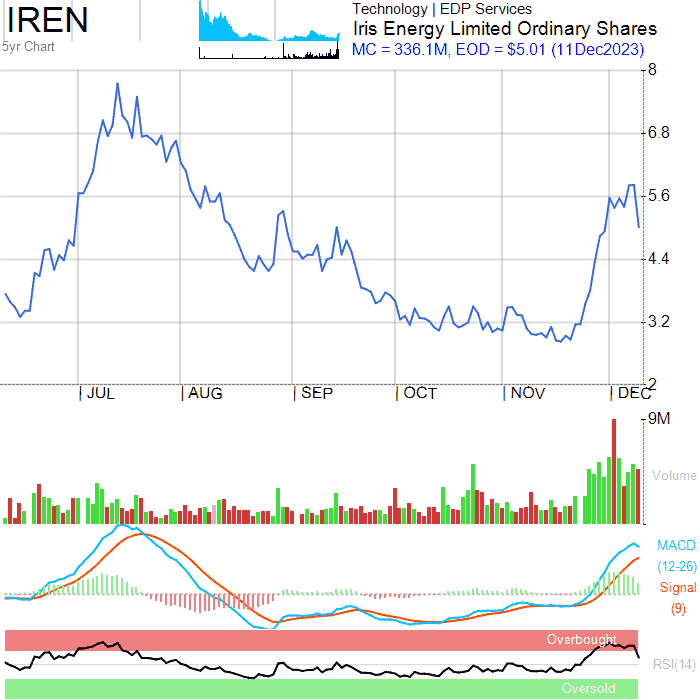 IREN
5yr Chart
Technology | EDP Services
Iris Energy Limited Ordinary Shares
MC = 336.1M, EOD = $5.01 (11Dec2023)
8
6.8
5.6
4.4
3.2
2
JUL AUG SEP OCT NOV DEC
9M
Volume
MACD
(12-26)
Signal
(9)
Overbought
RSI(14)
Oversold